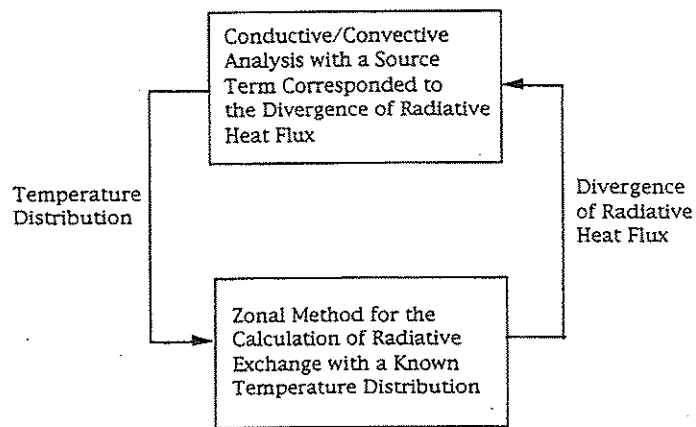 Conductive/Convective
Analysis with a Source
Term Corresponded to
the Divergence of Radiative
Heat Flux
Temperature
Distribution
Divergence
of Radiative
Heat Flux
Zonal Method for the
Calculation of Radiative
Exchange with a Known
Temperature Distribution